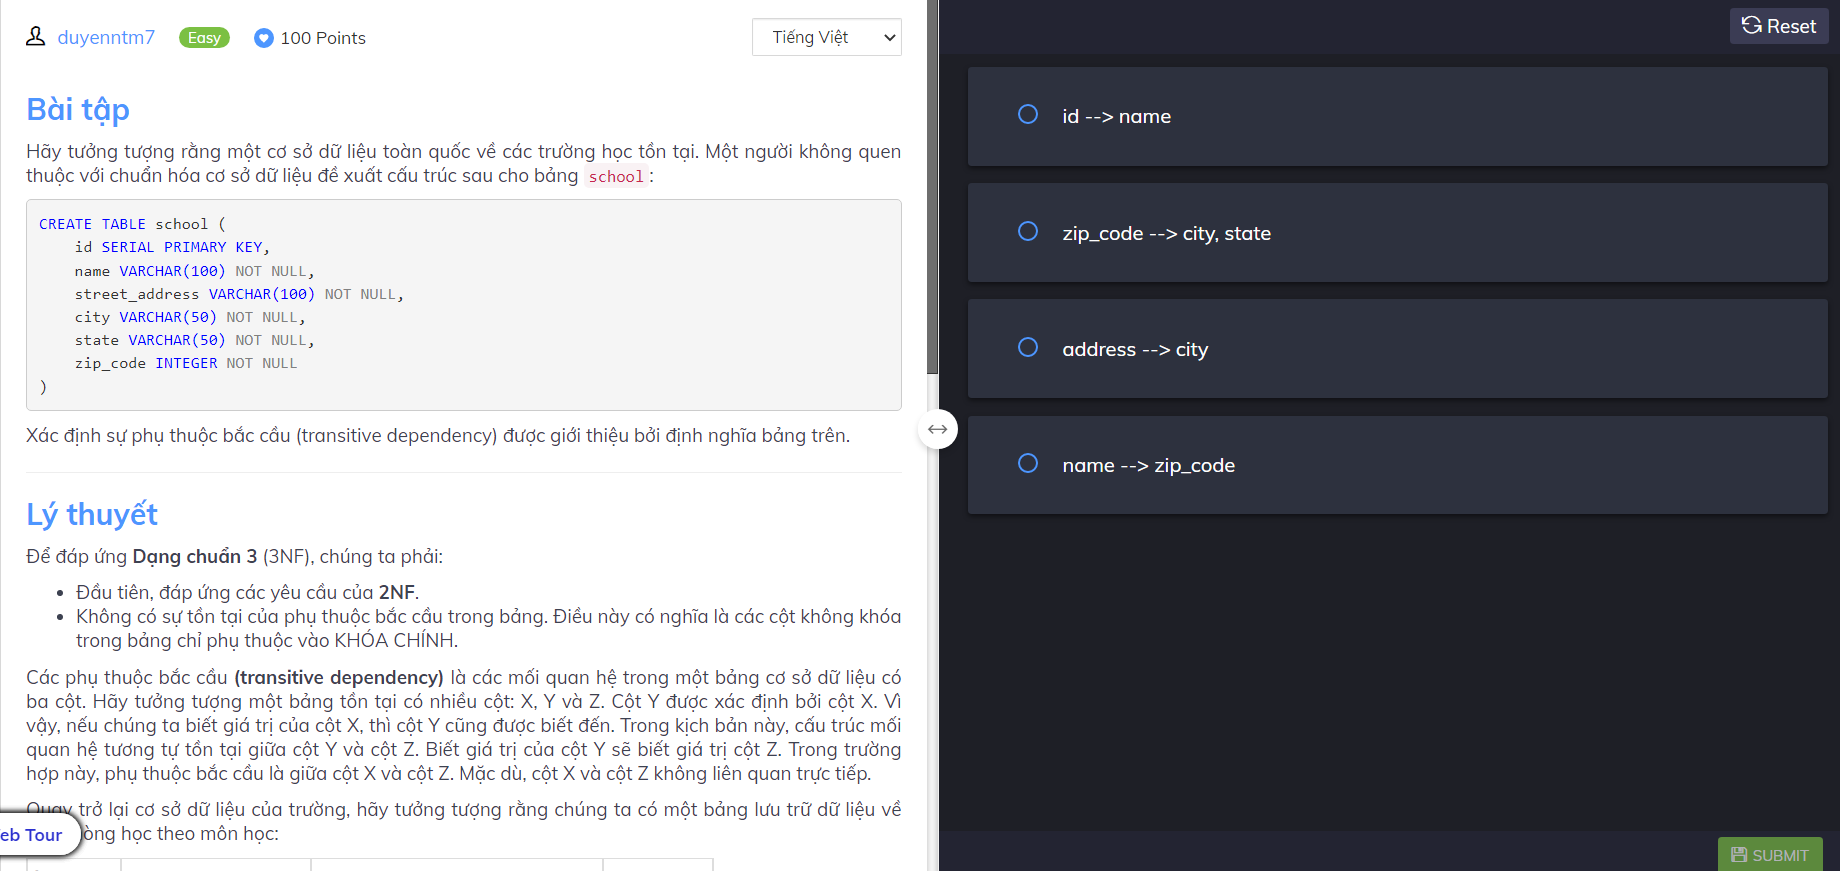 duyenntm7 Easy 100 Points Tiếng Việt
Bài tập
Hãy tưởng tượng rằng một cơ sở dữ liệu toàn quốc về các trường học tồn tại. Một người không quen
thuộc với chuẩn hóa cơ sở dữ liệu đề xuất cấu trúc sau cho bảng school:
CREATE TABLE school (
id SERIAL PRIMARY KEY,
name VARCHAR(100) NOT NULL,
street_address VARCHAR(100) NOT NULL,
city VARCHAR(50) NOT NULL,
state VARCHAR(50) NOT NULL,
zip_code INTEGER NOT NULL
)
Xác định sự phụ thuộc bắc cầu (transitive dependency) được giới thiệu bởi định nghĩa bảng trên.
Lý thuyết
Để đáp ứng Dạng chuẩn 3 (3NF), chúng ta phải:
• Đầu tiên, đáp ứng các yêu cầu của 2NF.
• Không có sự tồn tại của phụ thuộc bắc cầu trong bảng. Điều này có nghĩa là các cột không khóa
trong bảng chỉ phụ thuộc vào KHÓA CHÍNH.
Các phụ thuộc bắc cầu (transitive dependency) là các mối quan hệ trong một bảng cơ sở dữ liệu có
ba cột. Hãy tưởng tượng một bảng tồn tại có nhiều cột: X, Y và Z. Cột Y được xác định bởi cột X. Vì
vậy, nếu chúng ta biết giá trị của cột X, thì cột Y cũng được biết đến. Trong kịch bản này, cấu trúc mối
quan hệ tương tự tồn tại giữa cột Y và cột Z. Biết giá trị của cột Y sẽ biết giá trị cột Z. Trong trường
hợp này, phụ thuộc bắc cầu là giữa cột X và cột Z. Mặc dù, cột X và cột Z không liên quan trực tiếp.
Quay trở lại cơ sở dữ liệu của trường, hãy tưởng tượng rằng chúng ta có một bảng lưu trữ dữ liệu về
eb Tour òng học theo môn học:
Reset
id --> name
zip_code --> city, state
address --> city
name --> zip_code
SUBMIT